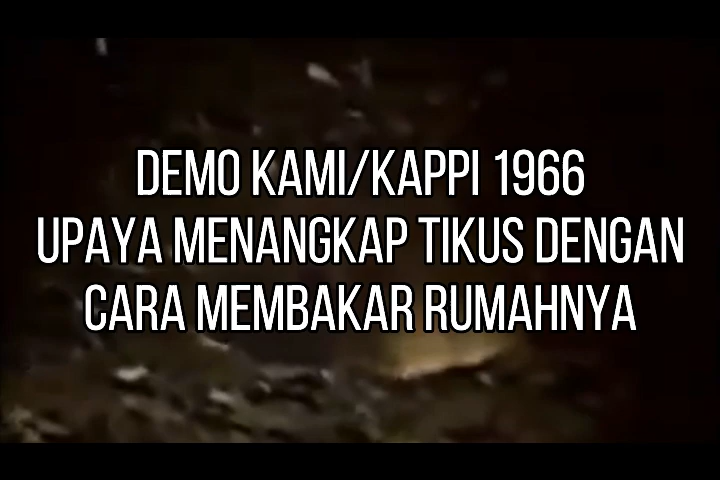 DEMO KAMI/KAPPI 1966
UPAYA MENANGKAP TIKUS DENGAN
CARA MEMBAKAR RUMAHNYA